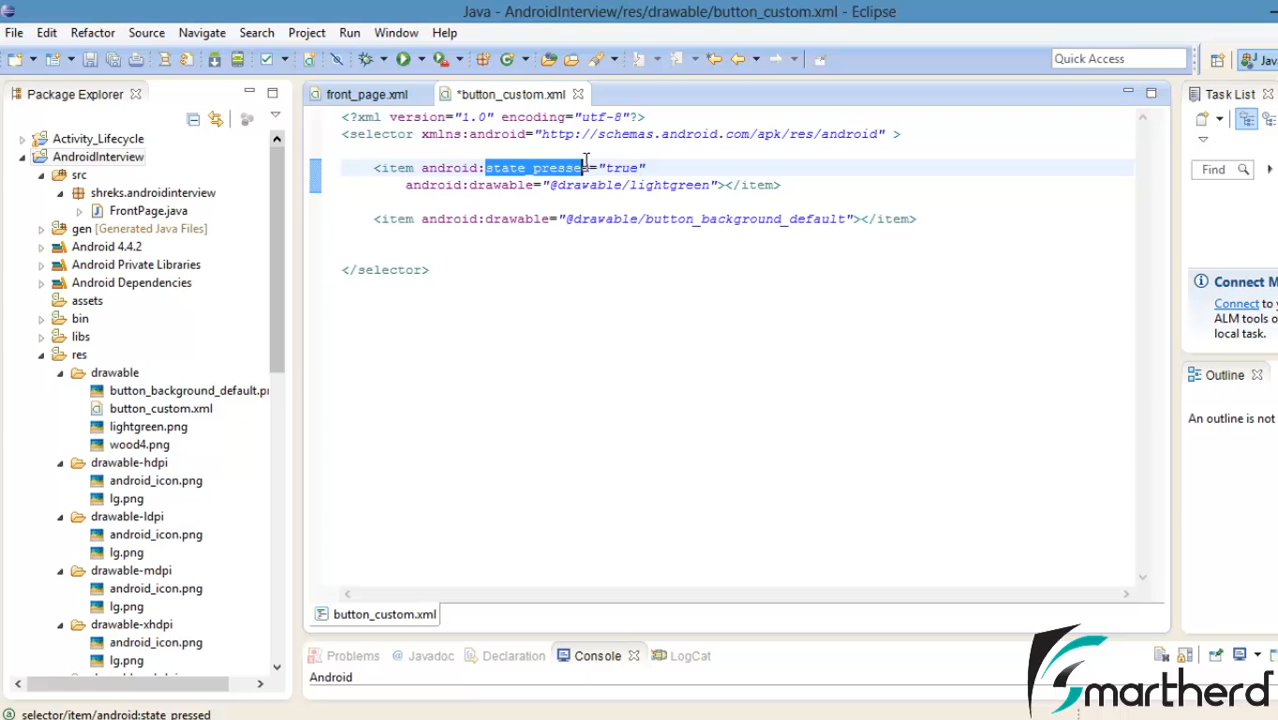 Java - AndroidInterview/res/drawable/button_custom.xml - Eclipse
File Edit Refactor Source Navigate Search Project Run Window Help
Quick Access
Java
Package Explorer
front_page.xml
*button_custom.xml
Task List
Activity_Lifecycle
AndroidInterview
src
shreks.androidinterview
FrontPage.java
gen [Generated Java Files]
Android 4.4.2
Android Private Libraries
Android Dependencies
assets
bin
libs
res
drawable
button_background_default.pr
button_custom.xml
lightgreen.png
wood4.png
drawable-hdpi
android_icon.png
lg.png
drawable-ldpi
android_icon.png
lg.png
drawable-mdpi
android_icon.png
lg.png
drawable-xhdpi
android_icon.png
lg.png
<?xml version="1.0" encoding="utf-8"?>
<selector xmlns:android="http://schemas.android.com/apk/res/android" >
<item android:state_pressed="true"
android:drawable="@drawable/lightgreen"></item>
<item android:drawable="@drawable/button_background_default"></item>
</selector>
button_custom.xml
Find
All
Connect M
Connect to
ALM tools o
local task.
Outline
An outline is not
Problems
@ Javadoc
Declaration
Console
LogCat
Android
Smartherd
selector/item/android:state_pressed